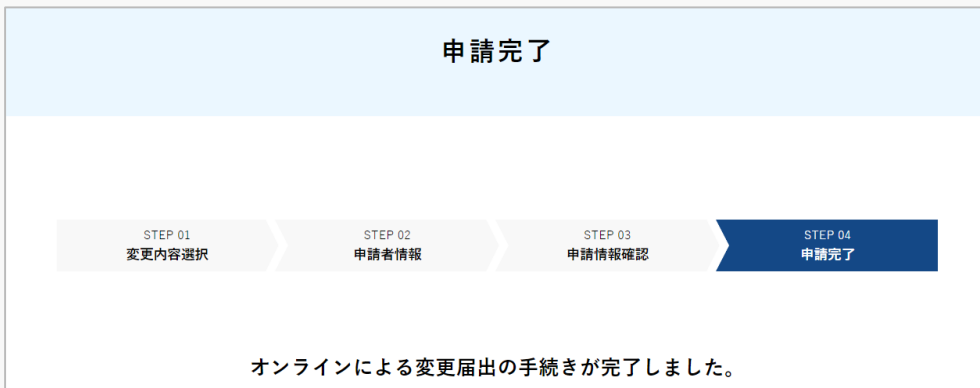 申請完了
STEP 01
変更内容選択
STEP 02
申請者情報
STEP 03
申請情報確認
STEP 04
申請完了
オンラインによる変更届出の手続きが完了しました。